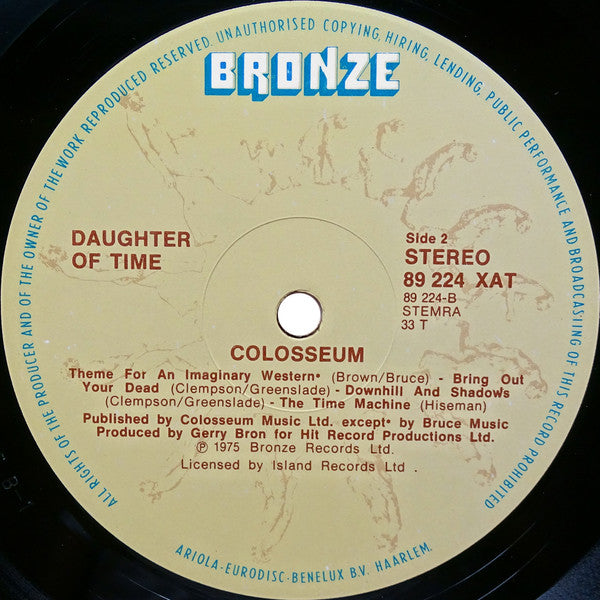 ALL RIGHTS OF THE PRODUCER AND OF THE OWNER OF THE WORK REPRODUCED RESERVED. UNAUTHORISED COPYING, HIRING, LENDING, PUBLIC PERFORMANCE AND BROADCASTING OF THIS RECORD PROHIBITED
BRONZE
DAUGHTER
OF TIME
Side 2
STEREO
89 224 XAT
89 224-B
STEMRA
33 T
COLOSSEUM
Theme For An Imaginary Western• (Brown/Bruce) - Bring Out
Your Dead (Clempson/Greenslade) - Downhill And Shadows
(Clempson/Greenslade) - The Time Machine (Hiseman)
Published by Colosseum Music Ltd. except• by Bruce Music
Produced by Gerry Bron for Hit Record Productions Ltd.
℗ 1975 Bronze Records Ltd.
Licensed by Island Records Ltd .
ARIOLA-EURODISC-BENELUX B.V. HAARLEM.